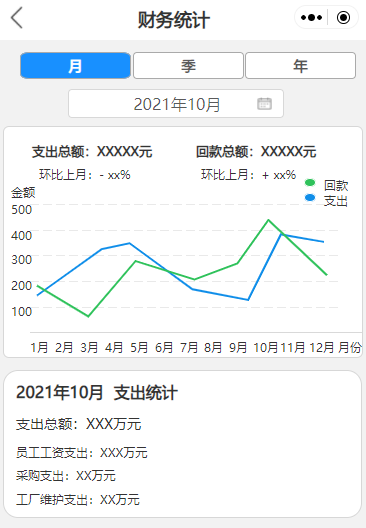 财务统计
月 季 年
2021年10月
支出总额：XXXXX元 回款总额：XXXXX元
环比上月：- xx% 环比上月：+ xx%
金额
回款
支出
500
400
300
200
100
1月 2月 3月 4月 5月 6月 7月 8月 9月 10月 11月 12月 月份
2021年10月 支出统计
支出总额：XXX万元
员工工资支出：XXX万元
采购支出：XX万元
工厂维护支出：XX万元